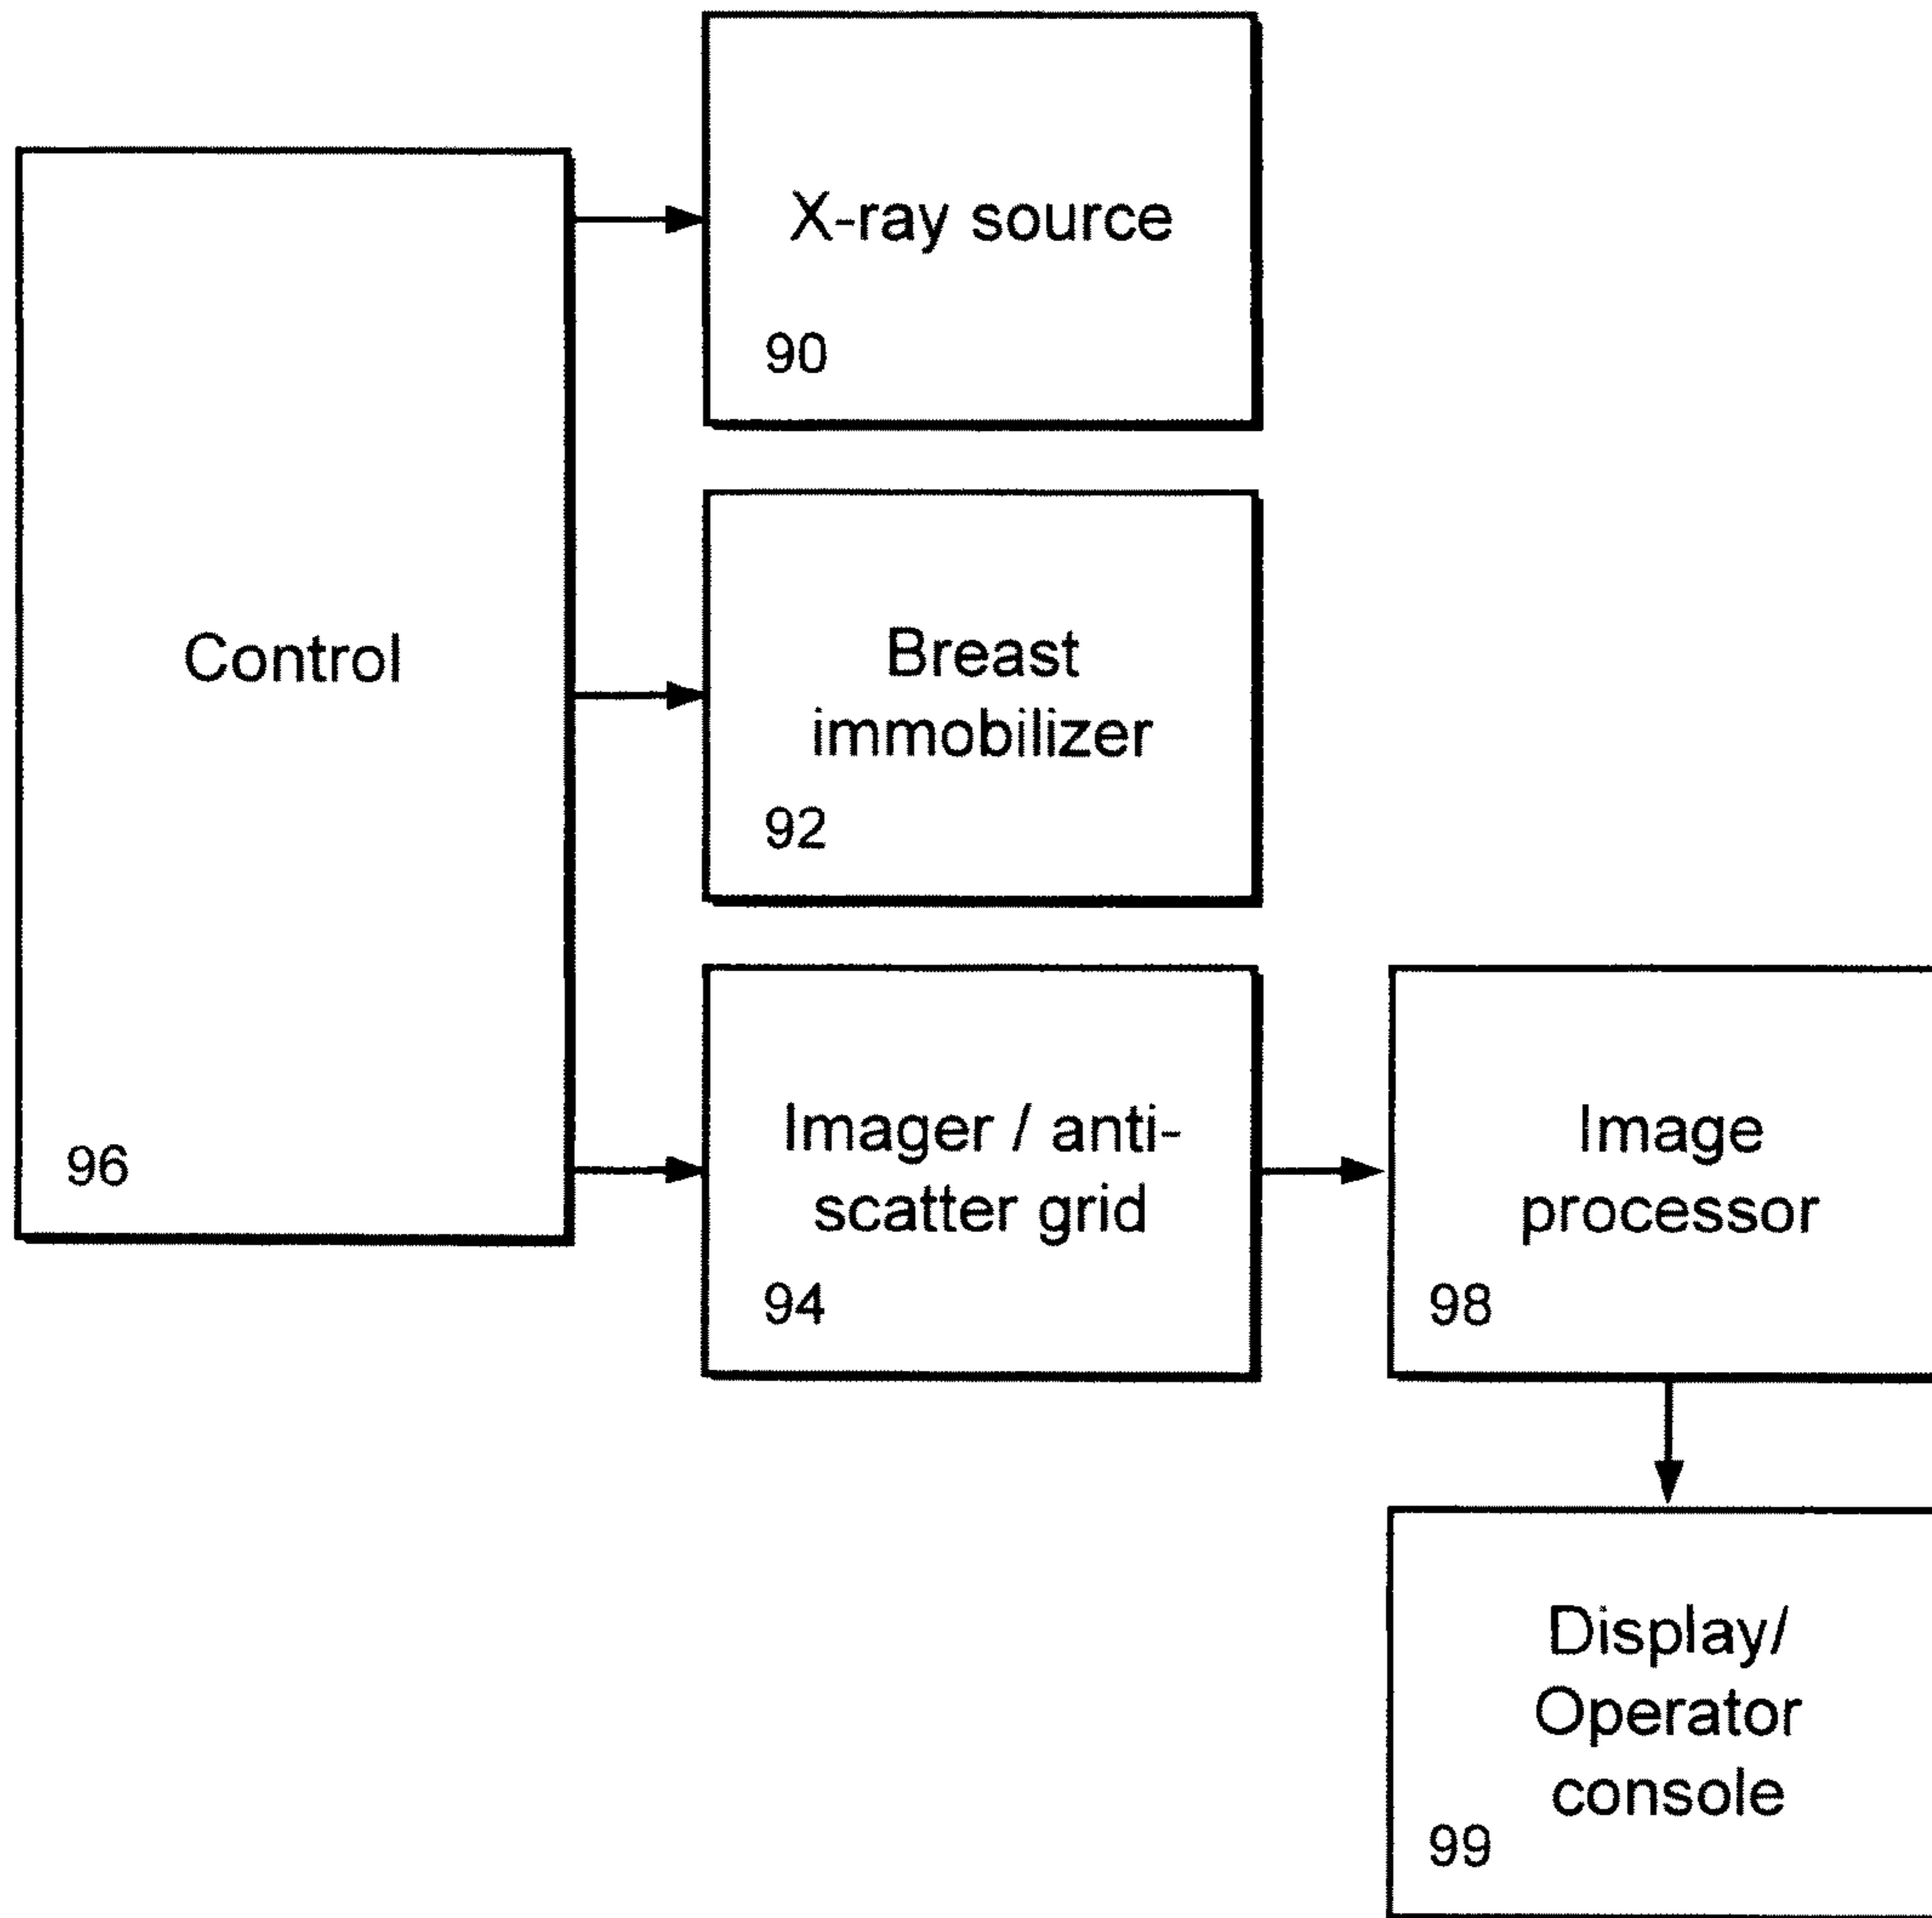 X-ray source
90
Control
96
Breast
immobilizer
92
Imager / anti-
scatter grid
94
Image
processor
98
Display/
Operator
console
99